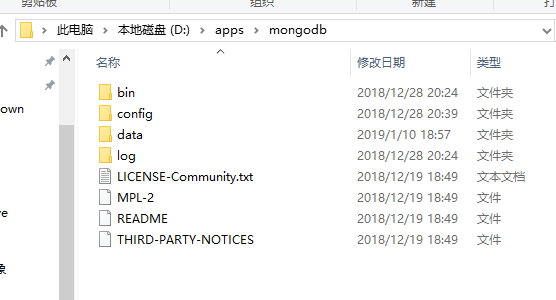 剪贴板 组织 新建
此电脑 > 本地磁盘 (D:) > apps > mongodb
名称 修改日期 类型
bin 2018/12/28 20:24 文件夹
config 2018/12/28 20:39 文件夹
data 2019/1/10 18:57 文件夹
log 2018/12/28 20:24 文件夹
LICENSE-Community.txt 2018/12/19 18:49 文本文档
MPL-2 2018/12/19 18:49 文件
README 2018/12/19 18:49 文件
THIRD-PARTY-NOTICES 2018/12/19 18:49 文件
own
ve
象